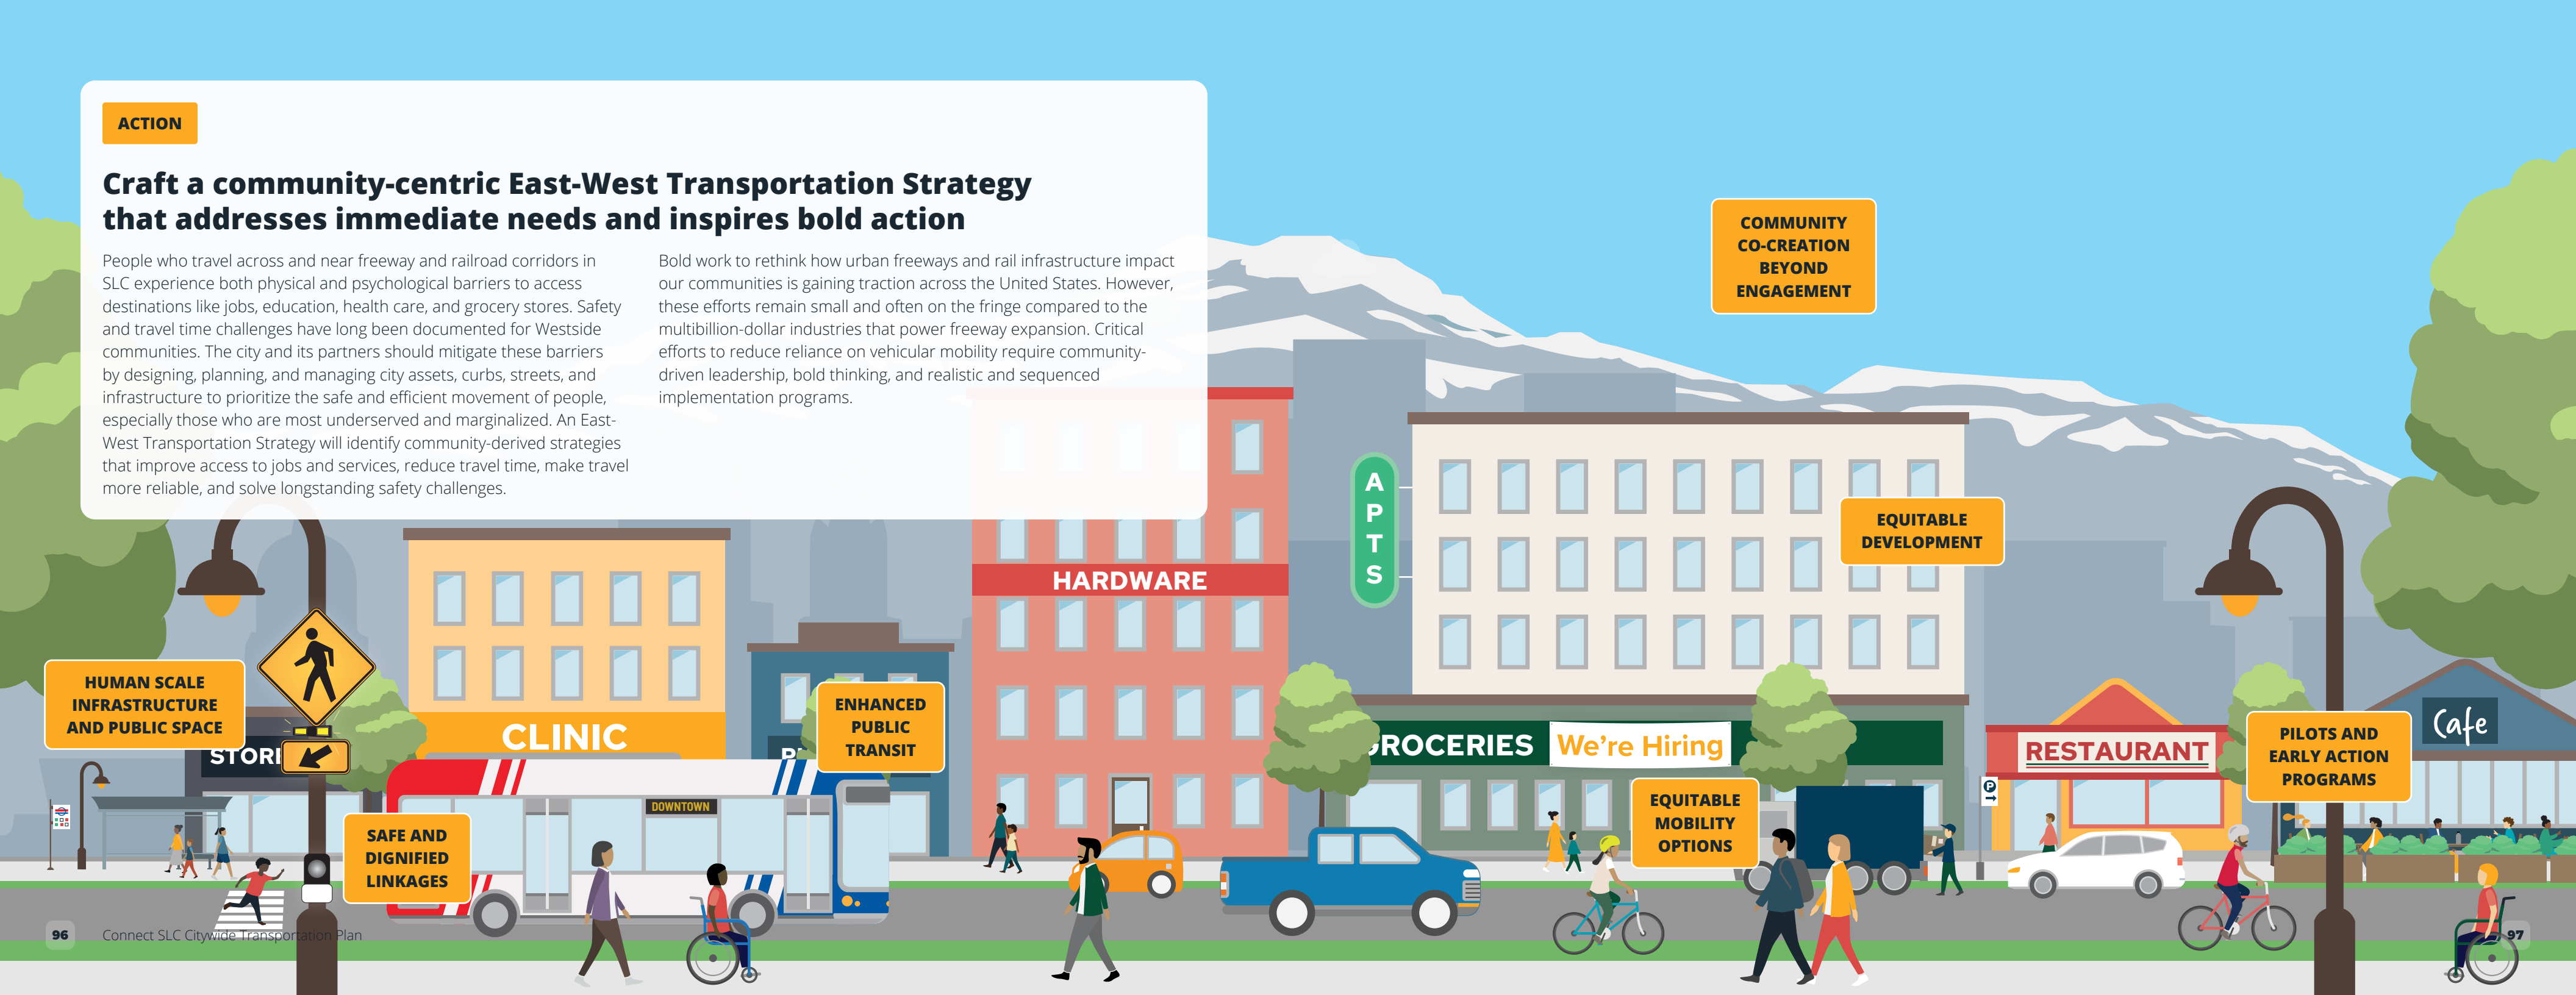 ACTION
Craft a community-centric East-West Transportation Strategy
that addresses immediate needs and inspires bold action
People who travel across and near freeway and railroad corridors in
SLC experience both physical and psychological barriers to access
destinations like jobs, education, health care, and grocery stores. Safety
and travel time challenges have long been documented for Westside
communities. The city and its partners should mitigate these barriers
by designing, planning, and managing city assets, curbs, streets, and
infrastructure to prioritize the safe and efficient movement of people,
especially those who are most underserved and marginalized. An East-
West Transportation Strategy will identify community-derived strategies
that improve access to jobs and services, reduce travel time, make travel
more reliable, and solve longstanding safety challenges.
Bold work to rethink how urban freeways and rail infrastructure impact
our communities is gaining traction across the United States. However,
these efforts remain small and often on the fringe compared to the
multibillion-dollar industries that power freeway expansion. Critical
efforts to reduce reliance on vehicular mobility require community-
driven leadership, bold thinking, and realistic and sequenced
implementation programs.
COMMUNITY
CO-CREATION
BEYOND
ENGAGEMENT
A
P
T
S
EQUITABLE
DEVELOPMENT
HARDWARE
HUMAN SCALE
INFRASTRUCTURE
AND PUBLIC SPACE
STOR
CLINIC
ENHANCED
PUBLIC
TRANSIT
DOWNTOWN
SAFE AND
DIGNIFIED
LINKAGES
GROCERIES
We're Hiring
EQUITABLE
MOBILITY
OPTIONS
P
RESTAURANT
PILOTS AND
EARLY ACTION
PROGRAMS
Cafe
96
Connect SLC Citywide Transportation Plan
97